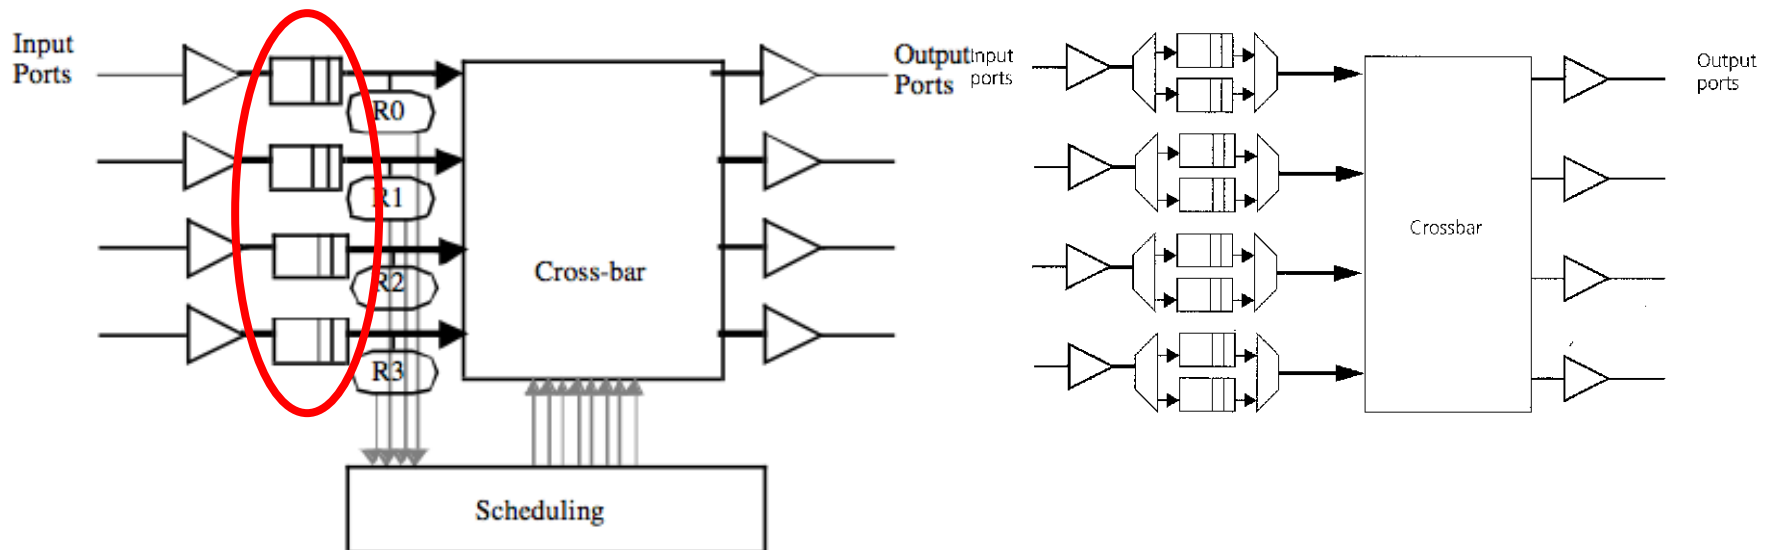 Input
Ports
R0
R1
R2
R3
Cross-bar
Scheduling
Output
Ports
Input
ports
Crossbar
Output
ports